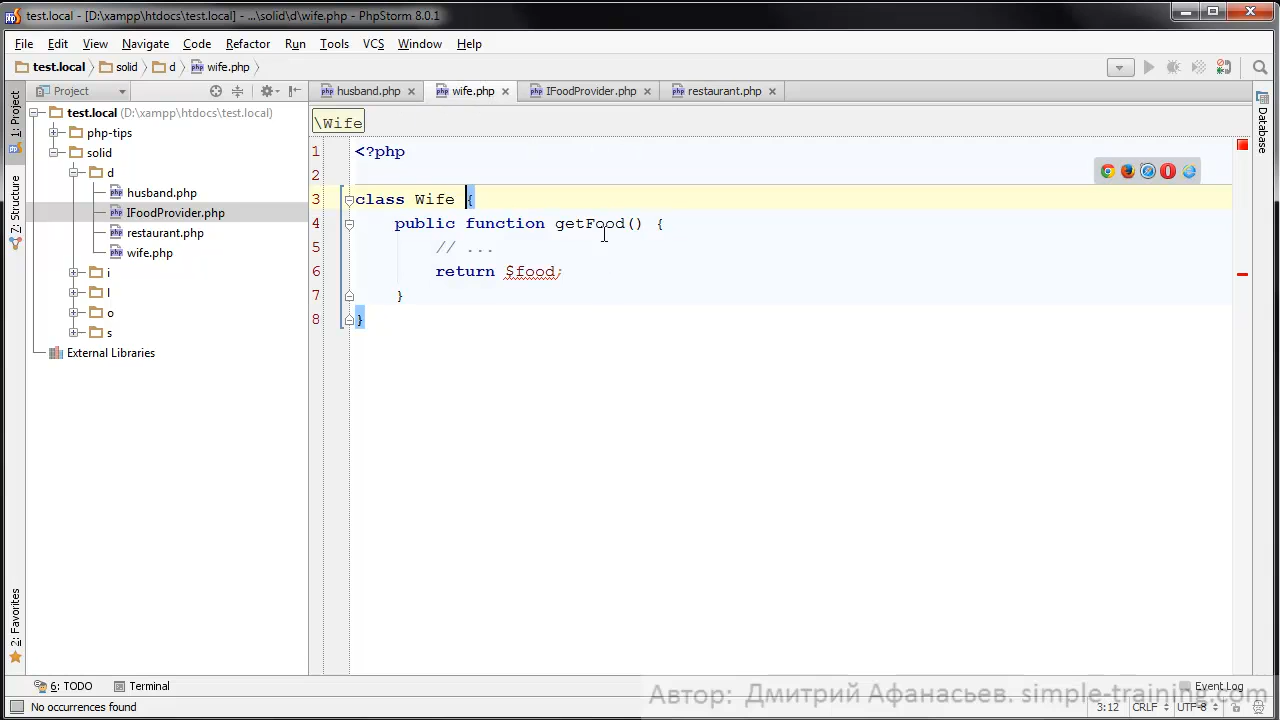 test.local - [D:\xampp\htdocs\test.local] - ...\solid\d\wife.php - PhpStorm 8.0.1
File Edit View Navigate Code Refactor Run Tools VCS Window Help
test.local solid d wife.php
Project
husband.php wife.php IFoodProvider.php restaurant.php
1: Project
7: Structure
2: Favorites
Database
test.local (D:\xampp\htdocs\test.local)
php-tips
solid
d
husband.php
IFoodProvider.php
restaurant.php
wife.php
i
l
o
s
External Libraries
\Wife
1 <?php
2
3 class Wife {
4 public function getFood() {
5 // ...
6 return $food;
7 }
8 }
6: TODO Terminal Event Log
Автор: Дмитрий Афанасьев. simple-training.com
No occurrences found 3:12 CRLF UTF-8